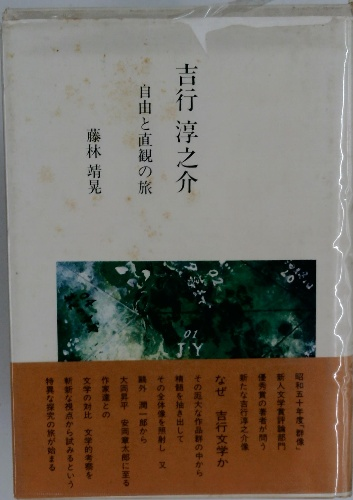 吉行 淳之介
自由と直観の旅
藤林 靖晃
02
20
01
J Y
昭和五十年度「群像」
新人文学賞評論部門
優秀賞の著者が問う
新たな吉行淳之介像
なぜ 吉行文学か
その厖大な作品群の中から
精髄を抽き出して
その全体像を照射し 又
鷗外 潤一郎から
大岡昇平 安岡章太郎に至る
作家達との
文学的対比 文学的考察を
斬新な視点から試みるという
特異な探究の旅が始まる